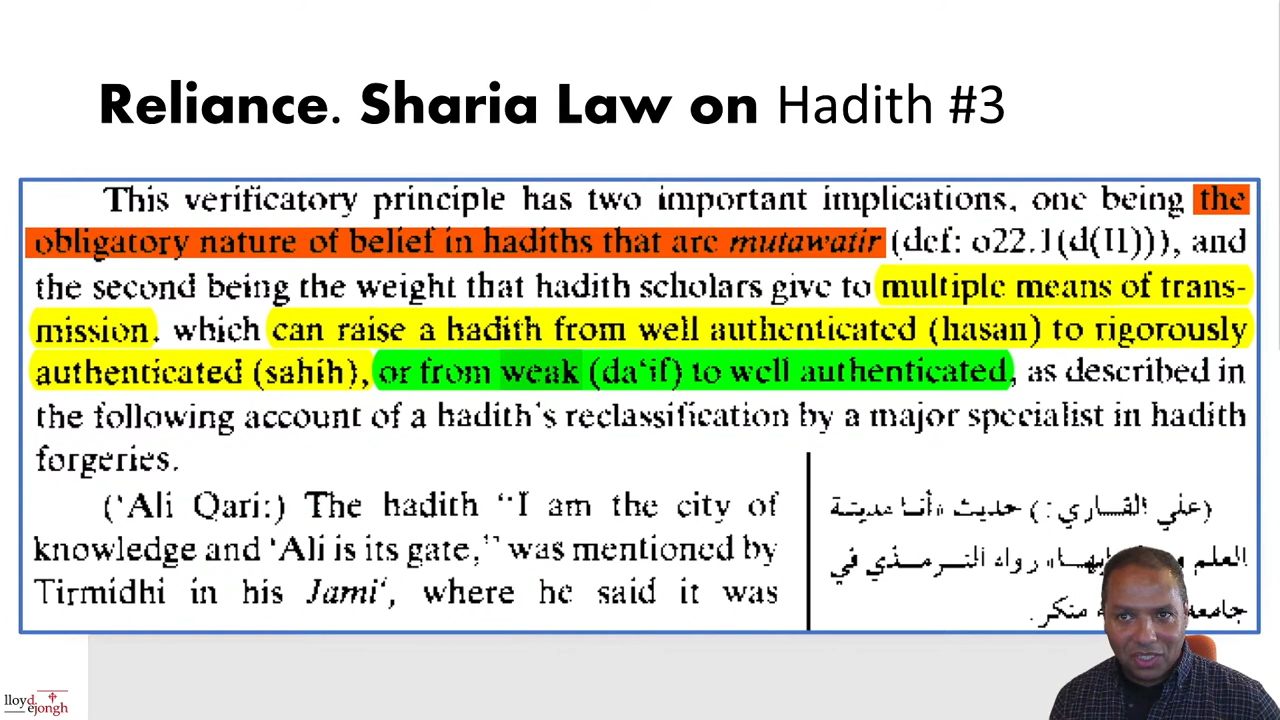 Reliance. Sharia Law on Hadith #3
This verificatory principle has two important implications, one being the
obligatory nature of belief in hadiths that are mutawatir (def: o22.1(d(II))), and
the second being the weight that hadith scholars give to multiple means of trans-
mission, which can raise a hadith from well authenticated (hasan) to rigorously
authenticated (sahih), or from weak (da‘if) to well authenticated, as described in
the following account of a hadith's reclassification by a major specialist in hadith
forgeries.
(‘Ali Qari:) The hadith "I am the city of
knowledge and ‘Ali is its gate," was mentioned by
Tirmidhi in his Jami‘, where he said it was
(علي القاري:) حديث «أنا مدينة
العلم رواه الترمذي في
جامعه منكر.
lloyd
ejongh